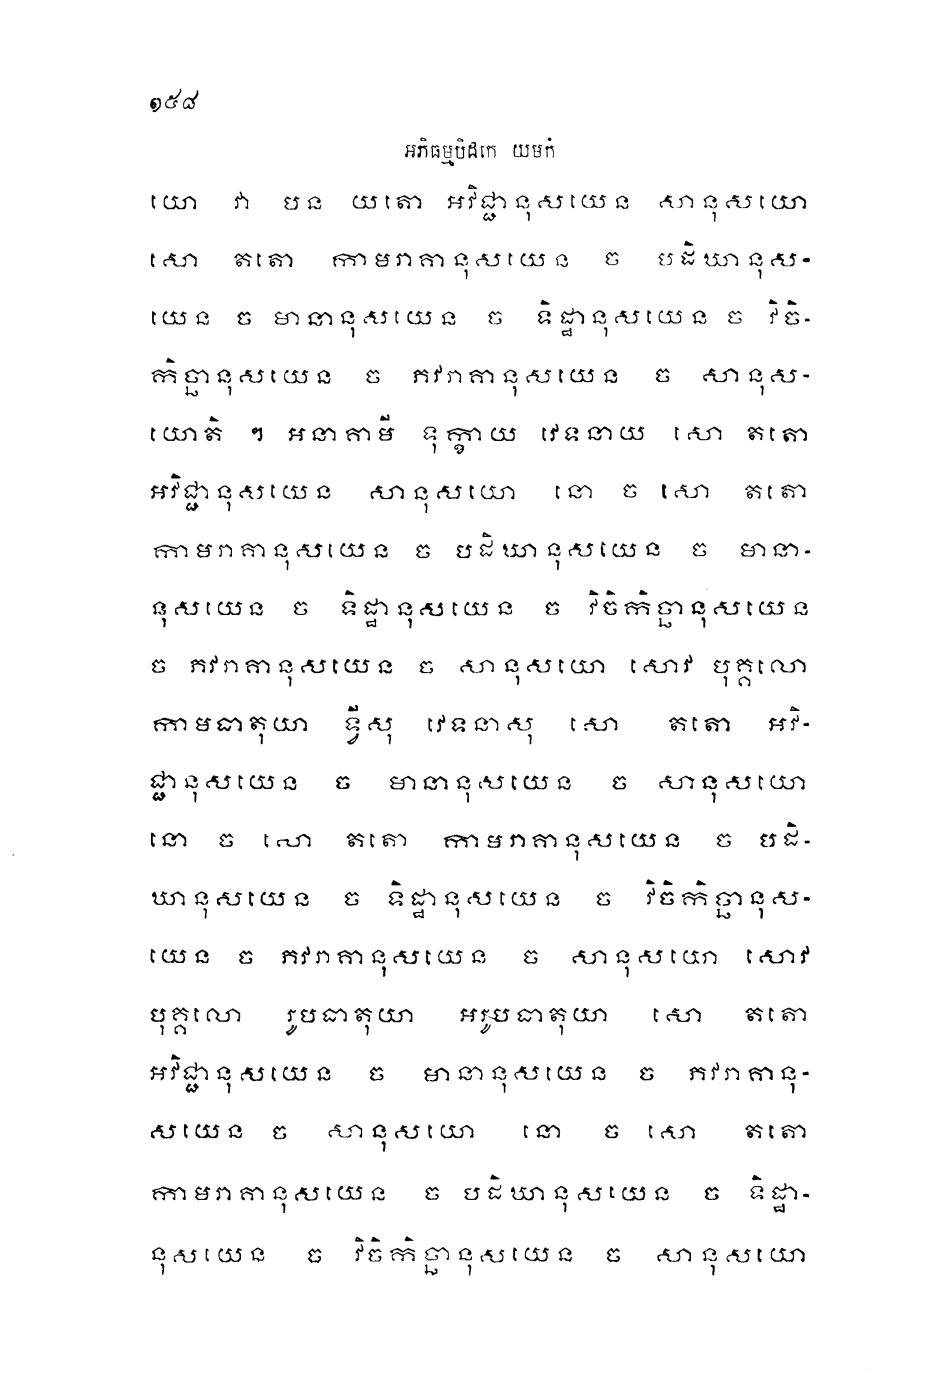 ១៥៨
អភិធម្មបិដកេ យមកំ
យោ វា បន យតោ អវិជ្ជានុសយេន សានុសយោ
សោ តតោ កាមរាគានុសយេន ច បដិឃានុស-
យេន ច មានានុសយេន ច ទិដ្ឋានុសយេន ច វិចិ-
កិច្ឆានុសយេន ច ភវរាគានុសយេន ច សានុស-
យោតិ ។ អនាគាមី ទុក្ខាយ វេទនាយ សោ តតោ
អវិជ្ជានុសយេន សានុសយោ នោ ច សោ តតោ
កាមរាគានុសយេន ច បដិឃានុសយេន ច មានា-
នុសយេន ច ទិដ្ឋានុសយេន ច វិចិកិច្ឆានុសយេន
ច ភវរាគានុសយេន ច សានុសយោ សោវ បុគ្គលោ
កាមធាតុយា ទ្វីសុ វេទនាសុ សោ តតោ អវិ-
ជ្ជានុសយេន ច មានានុសយេន ច សានុសយោ
នោ ច សោ តតោ កាមរាគានុសយេន ច បដិ-
ឃានុសយេន ច ទិដ្ឋានុសយេន ច វិចិកិច្ឆានុស-
យេន ច ភវរាគានុសយេន ច សានុសយោ សោវ
បុគ្គលោ រូបធាតុយា អរូបធាតុយា សោ តតោ
អវិជ្ជានុសយេន ច មានានុសយេន ច ភវរាគានុ-
សយេន ច សានុសយោ នោ ច សោ តតោ
កាមរាគានុសយេន ច បដិឃានុសយេន ច ទិដ្ឋា-
នុសយេន ច វិចិកិច្ឆានុសយេន ច សានុសយោ